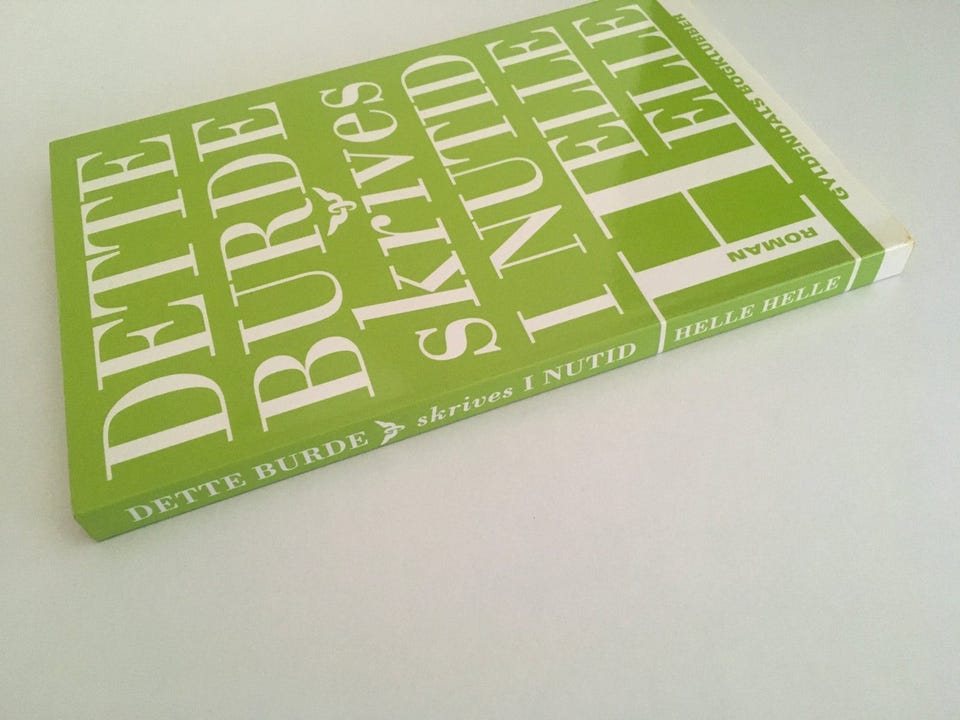 DETTE
BURDE
skrives
I NUTID
HELLE
HELLE
ROMAN
GYLDENDALS BOGKLUBBER
DETTE BURDE skrives I NUTID HELLE HELLE